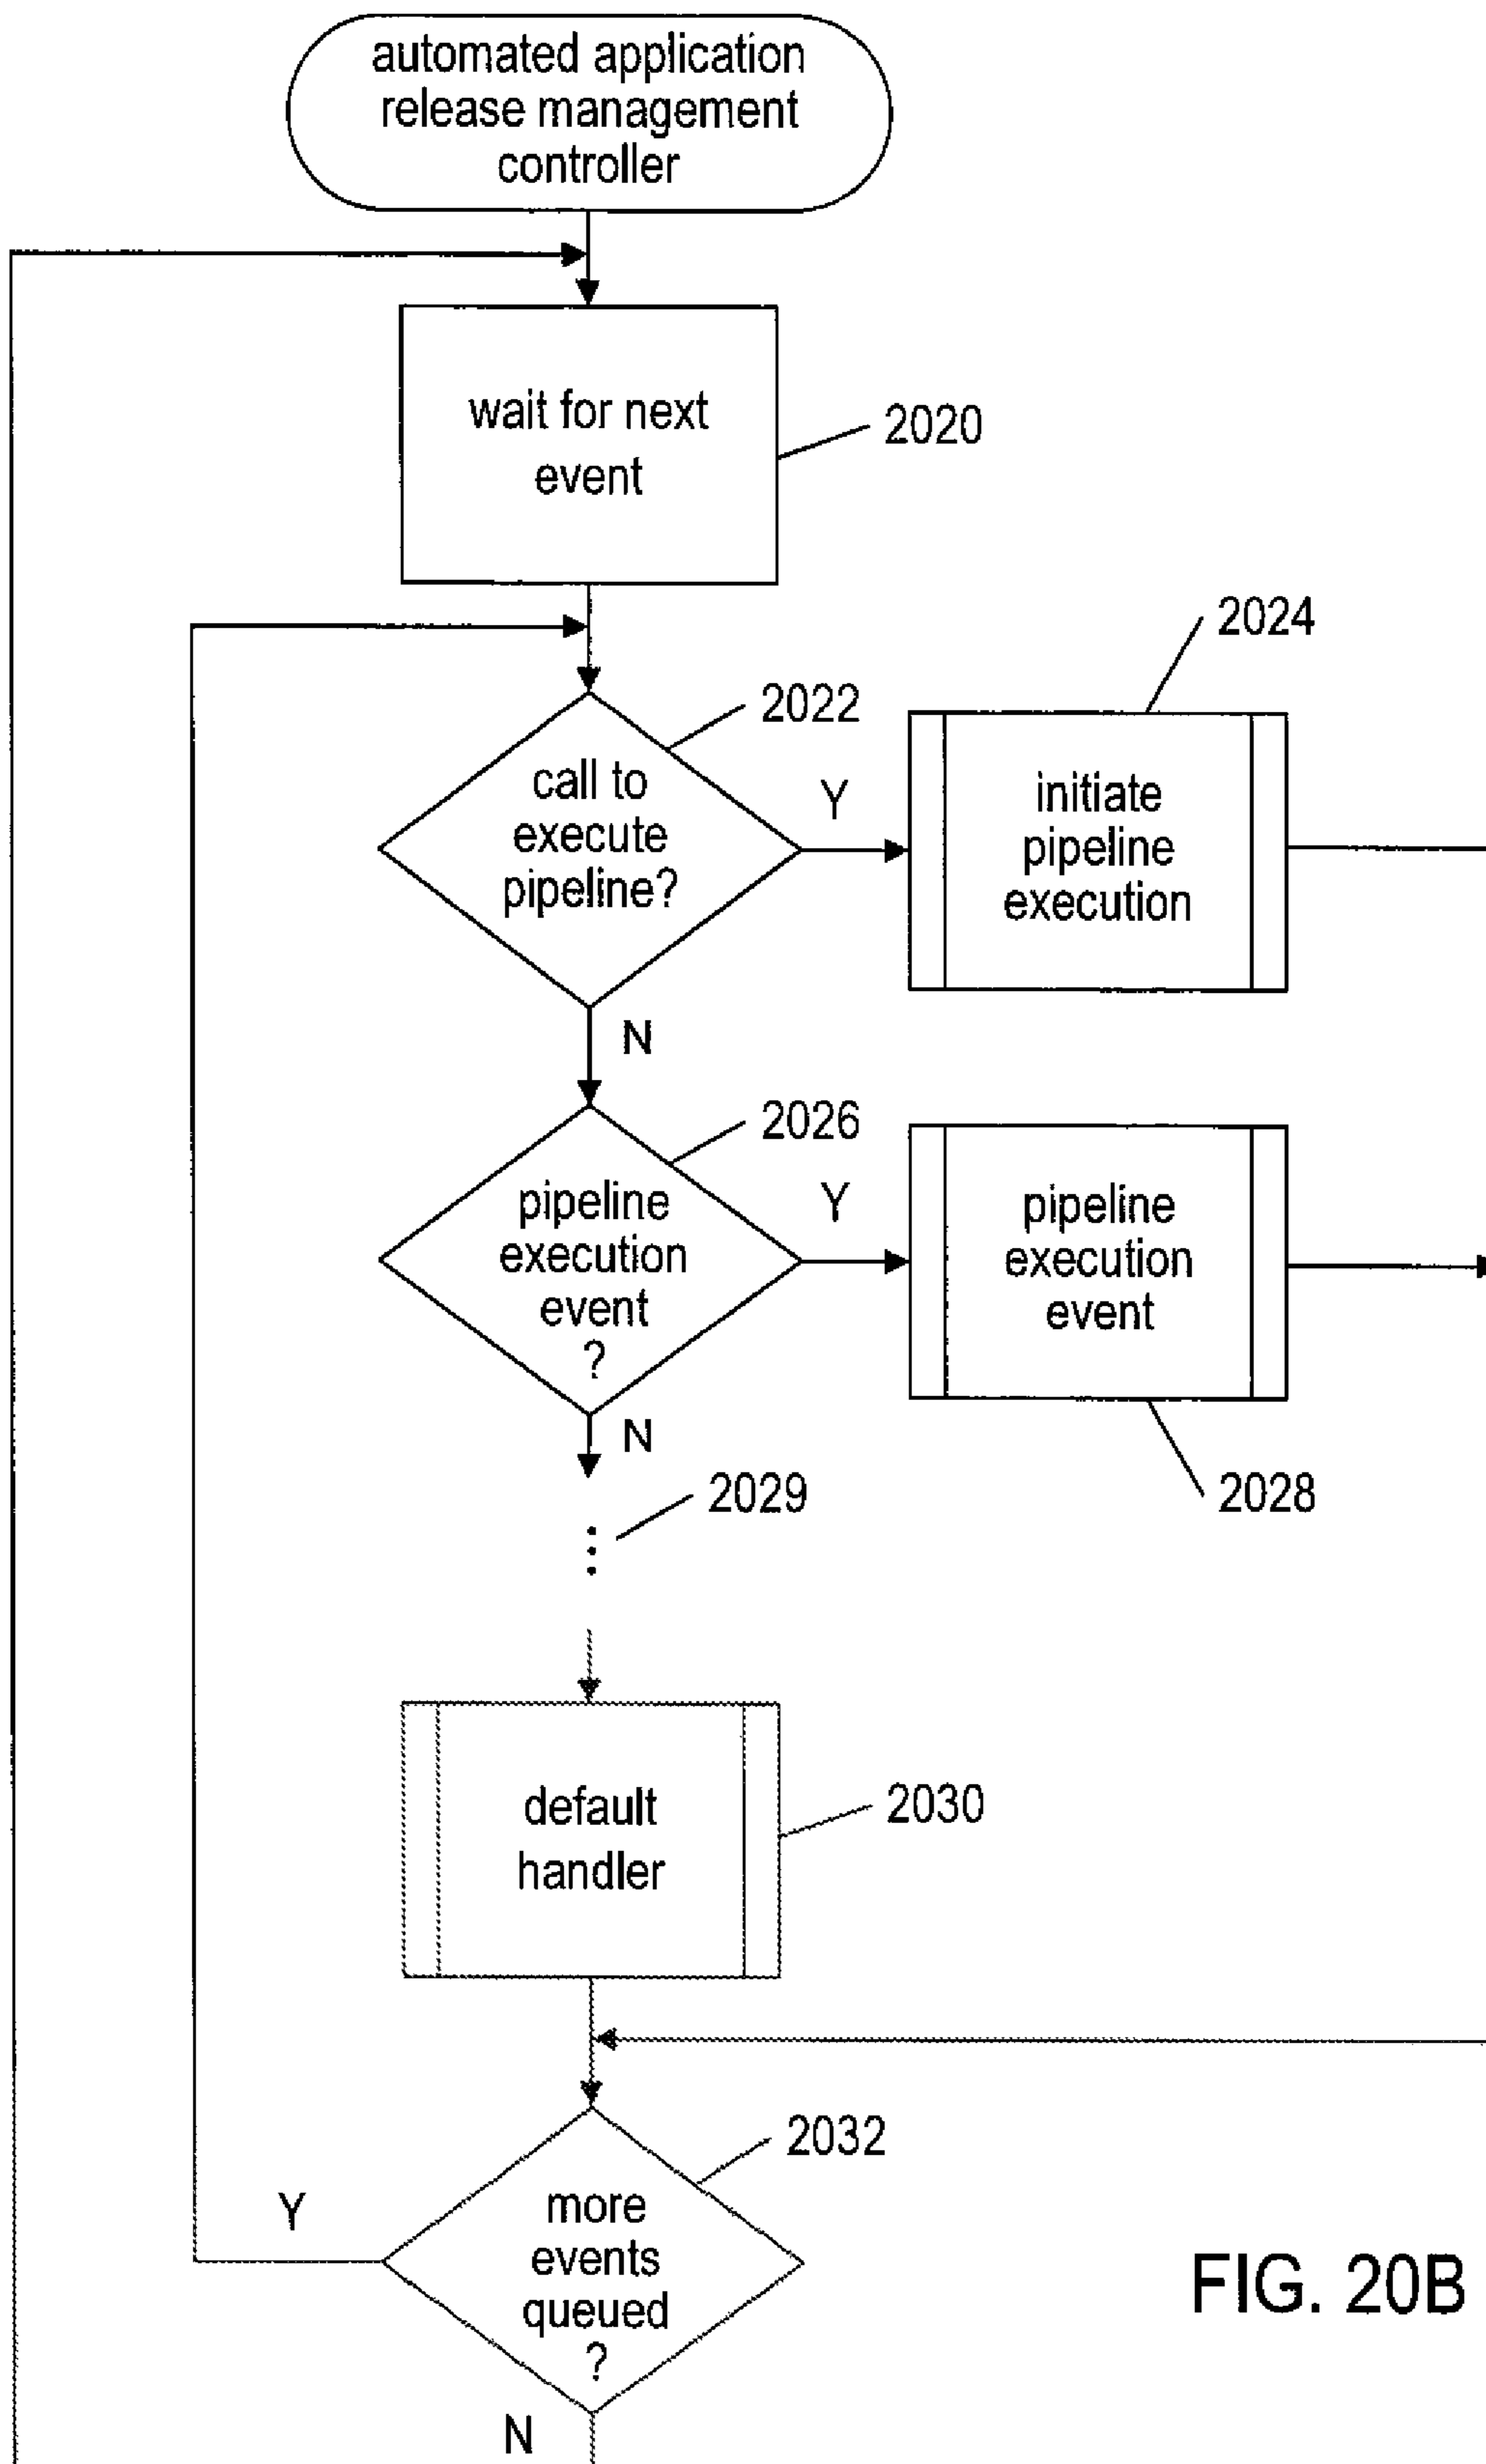 automated application
release management
controller
wait for next
event
2020
2024
2022
call to
execute
pipeline?
Y
initiate
pipeline
execution
N
2026
pipeline
execution
event
?
Y
pipeline
execution
event
N
2029
2028
default
handler
2030
2032
Y
more
events
queued
?
N
FIG. 20B